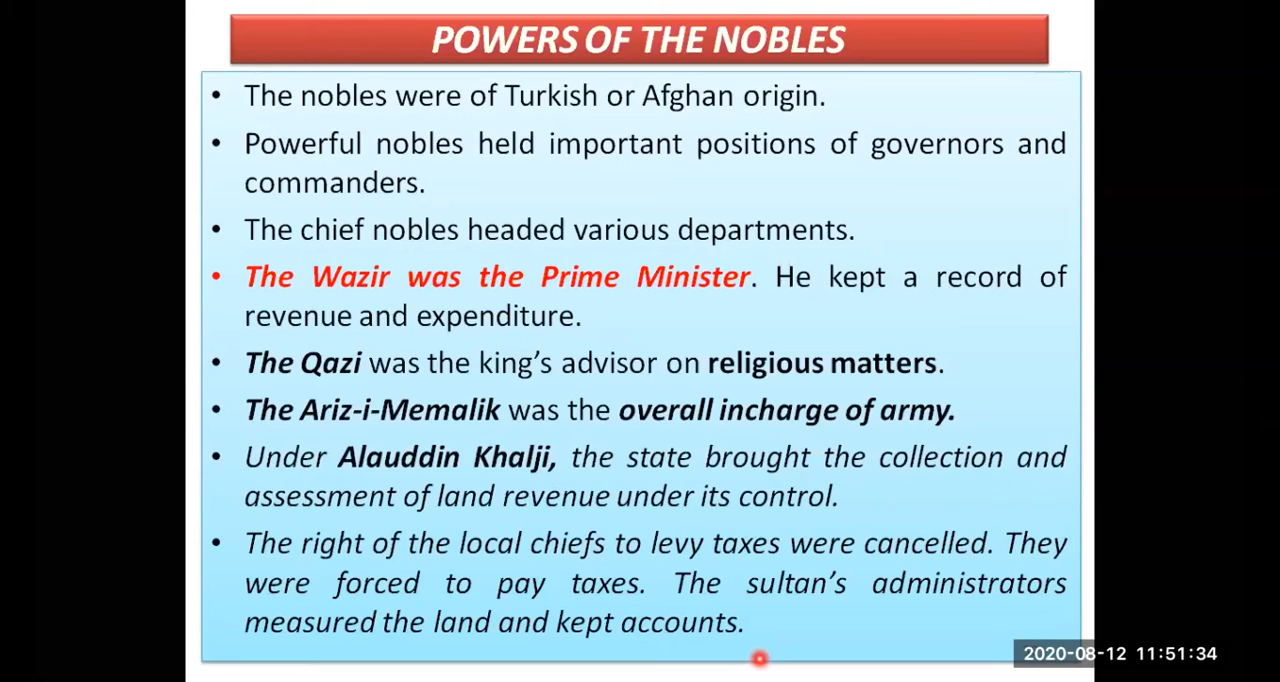 POWERS OF THE NOBLES
• The nobles were of Turkish or Afghan origin.
• Powerful nobles held important positions of governors and
commanders.
• The chief nobles headed various departments.
• The Wazir was the Prime Minister. He kept a record of
revenue and expenditure.
• The Qazi was the king’s advisor on religious matters.
• The Ariz-i-Memalik was the overall incharge of army.
• Under Alauddin Khalji, the state brought the collection and
assessment of land revenue under its control.
• The right of the local chiefs to levy taxes were cancelled. They
were forced to pay taxes. The sultan’s administrators
measured the land and kept accounts.
2020-08-12 11:51:34